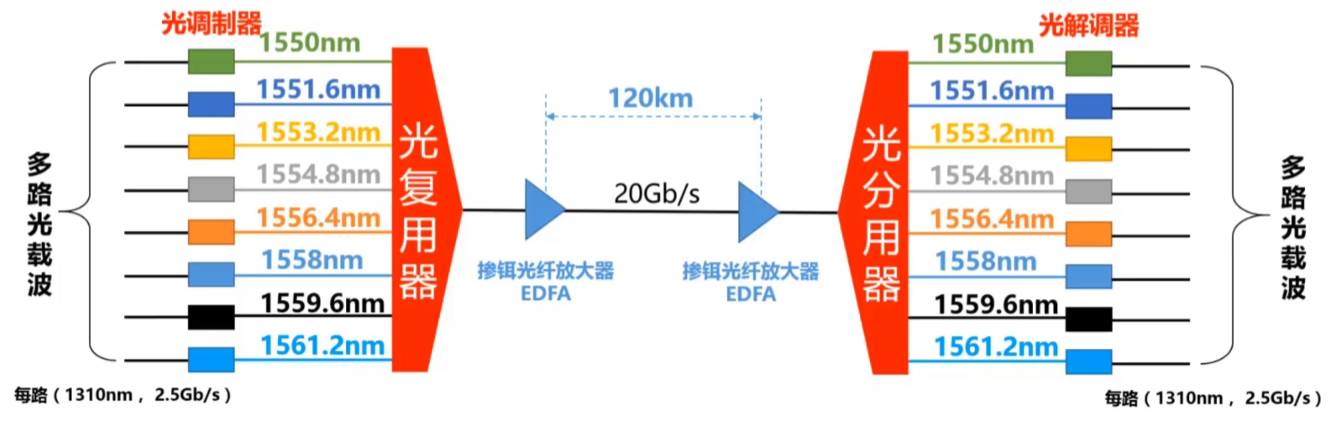 光调制器
1550nm
1551.6nm
1553.2nm
1554.8nm
1556.4nm
1558nm
1559.6nm
1561.2nm
多路光载波
每路（1310nm ，2.5Gb/s）
光复用器
120km
20Gb/s
掺铒光纤放大器
EDFA
掺铒光纤放大器
EDFA
光分用器
光解调器
1550nm
1551.6nm
1553.2nm
1554.8nm
1556.4nm
1558nm
1559.6nm
1561.2nm
多路光载波
每路（1310nm ，2.5Gb/s）